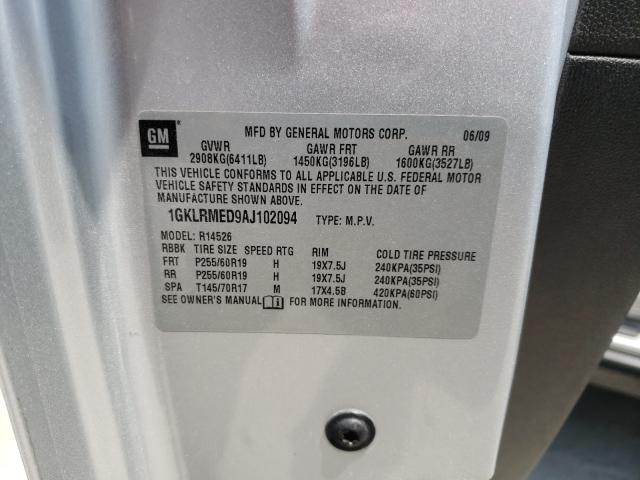 GM
MFD BY GENERAL MOTORS CORP. 06/09
GVWR GAWR FRT GAWR RR
2908KG(6411LB) 1450KG(3196LB) 1600KG(3527LB)
THIS VEHICLE CONFORMS TO ALL APPLICABLE U.S. FEDERAL MOTOR
VEHICLE SAFETY STANDARDS IN EFFECT ON THE DATE OF
MANUFACTURE SHOWN ABOVE.
1GKLRMED9AJ102094 TYPE: M.P.V.
MODEL: R14526
RBBK TIRE SIZE SPEED RTG RIM COLD TIRE PRESSURE
FRT P255/60R19 H 19X7.5J 240KPA(35PSI)
RR P255/60R19 H 19X7.5J 240KPA(35PSI)
SPA T145/70R17 M 17X4.5B 420KPA(60PSI)
SEE OWNER'S MANUAL FOR MORE INFORMATION.